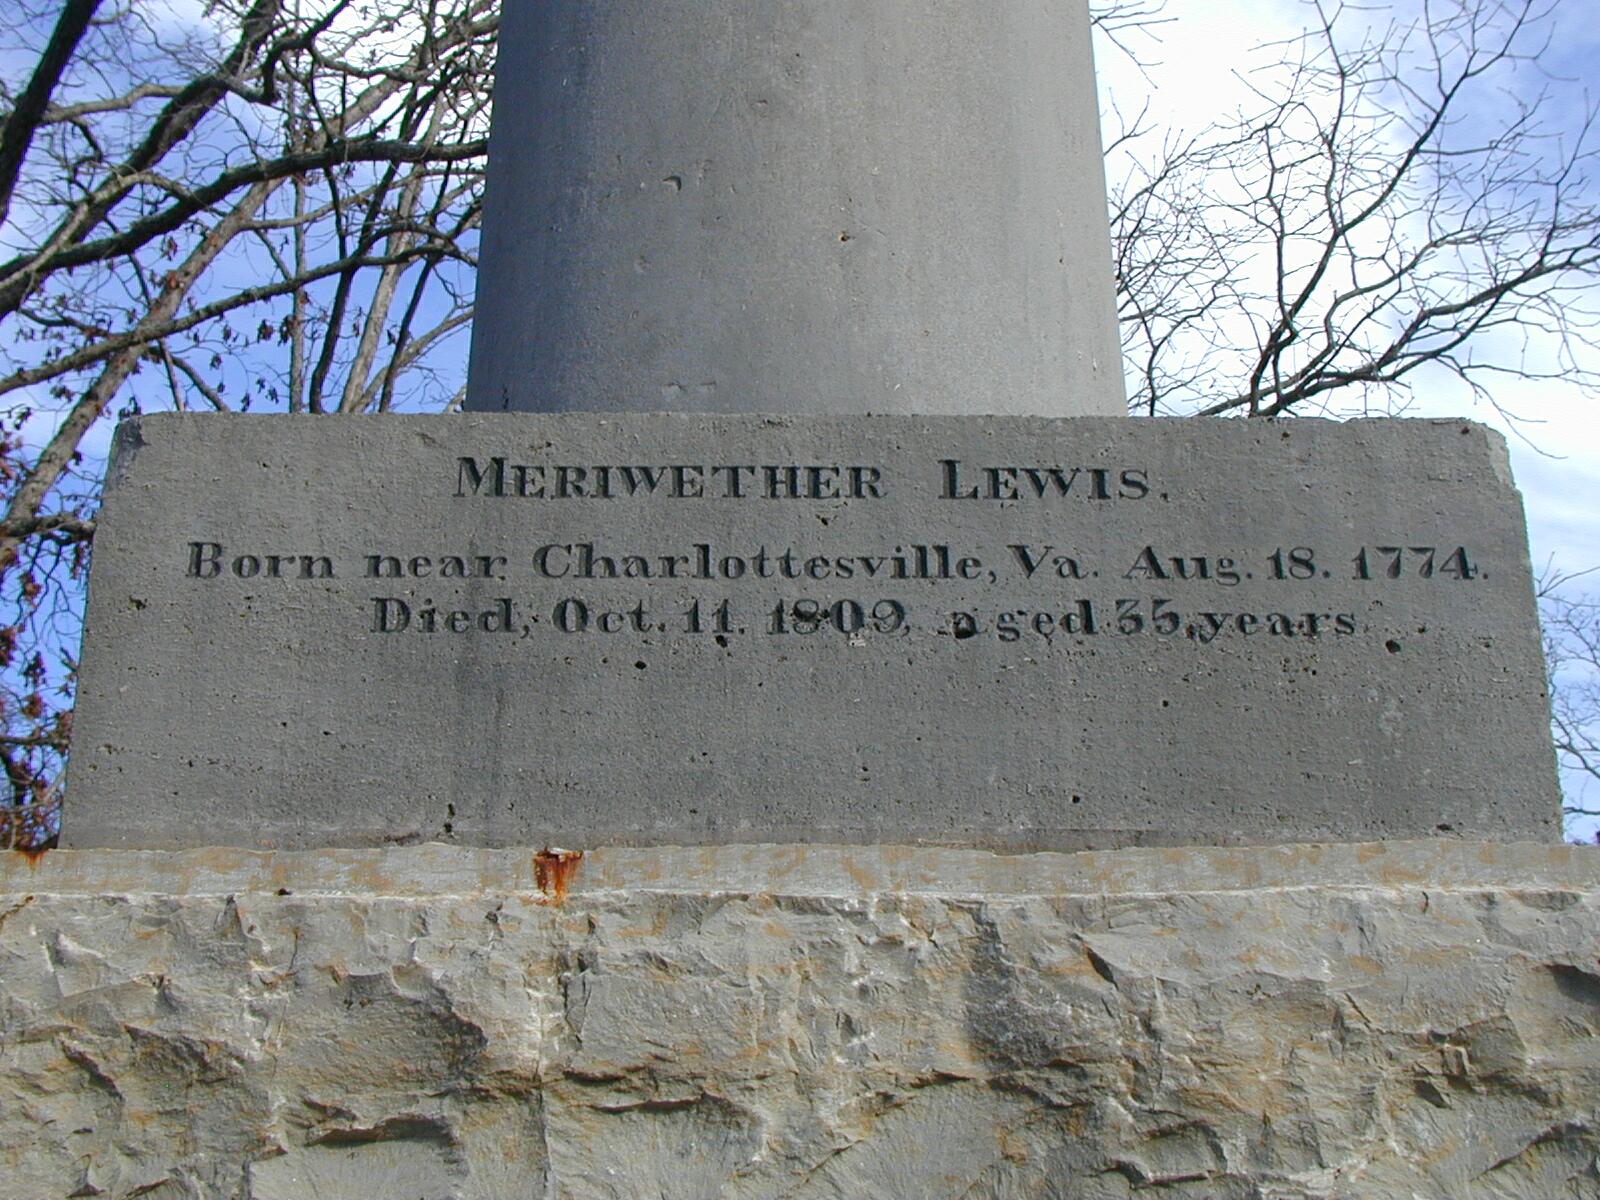 MERIWETHER LEWIS.
Born near Charlottesville, Va. Aug. 18. 1774.
Died, Oct. 11. 1809, aged 35, years